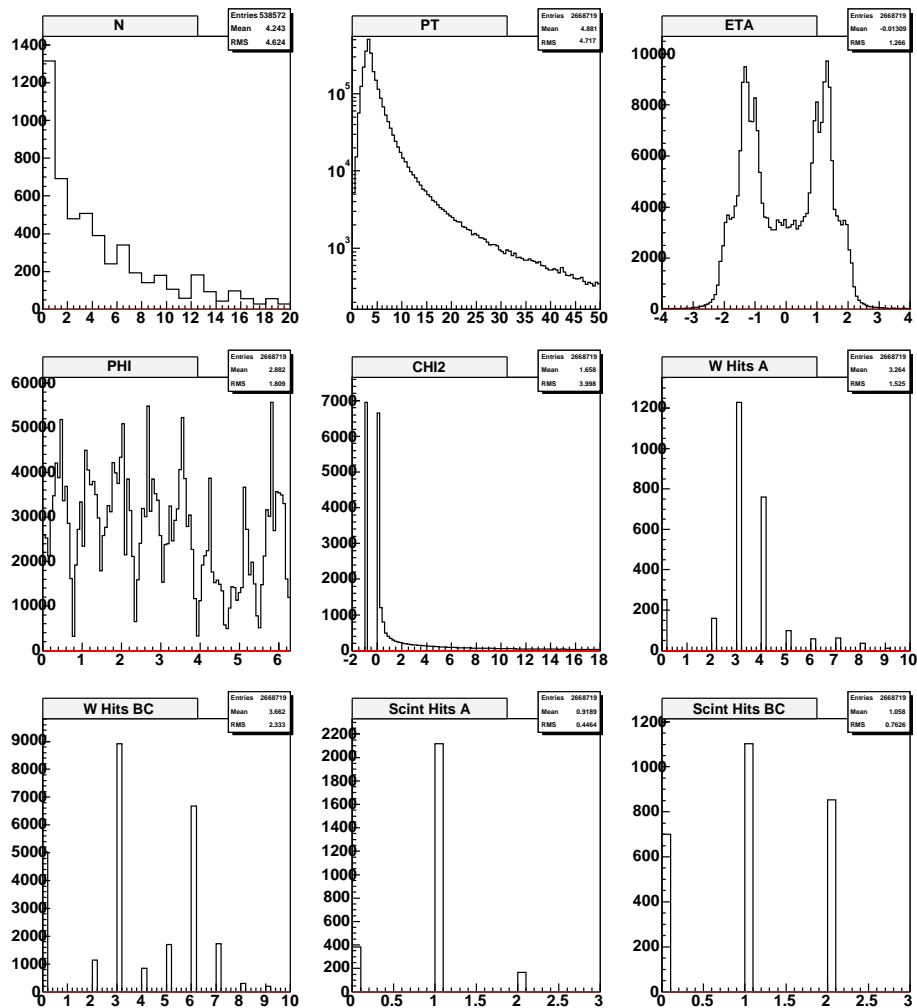 N
Entries 538572
Mean 4.243
RMS 4.624
1400
1200
1000
800
600
400
200
0
0 2 4 6 8 10 12 14 16 18 20
PT
Entries 2668719
Mean 4.881
RMS 4.717
10^5
10^4
10^3
0 5 10 15 20 25 30 35 40 45 50
ETA
Entries 2668719
Mean -0.01309
RMS 1.266
10000
8000
6000
4000
2000
0
-4 -3 -2 -1 0 1 2 3 4
PHI
Entries 2668719
Mean 2.882
RMS 1.809
60000
50000
40000
30000
20000
10000
0
0 1 2 3 4 5 6
CHI2
Entries 2668719
Mean 1.658
RMS 3.998
7000
6000
5000
4000
3000
2000
1000
0
-2 0 2 4 6 8 10 12 14 16 18
W Hits A
Entries 2668719
Mean 3.264
RMS 1.525
1200
1000
800
600
400
200
0
0 1 2 3 4 5 6 7 8 9 10
W Hits BC
Entries 2668719
Mean 3.662
RMS 2.333
9000
8000
7000
6000
5000
4000
3000
2000
1000
0
0 1 2 3 4 5 6 7 8 9 10
Scint Hits A
Entries 2668719
Mean 0.9189
RMS 0.4464
2200
2000
1800
1600
1400
1200
1000
800
600
400
200
0
0 0.5 1 1.5 2 2.5 3
Scint Hits BC
Entries 2668719
Mean 1.058
RMS 0.7626
1200
1000
800
600
400
200
0
0 0.5 1 1.5 2 2.5 3